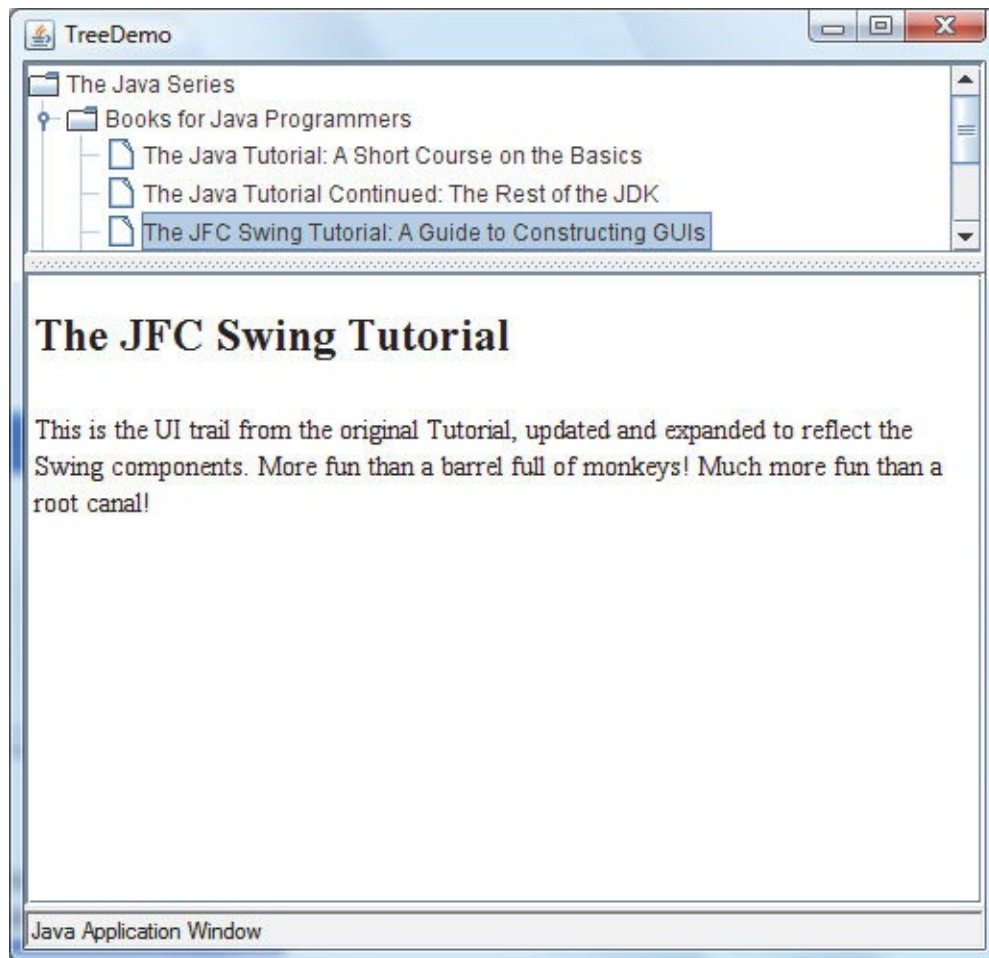 TreeDemo
The Java Series
Books for Java Programmers
The Java Tutorial: A Short Course on the Basics
The Java Tutorial Continued: The Rest of the JDK
The JFC Swing Tutorial: A Guide to Constructing GUIs
The JFC Swing Tutorial
This is the UI trail from the original Tutorial, updated and expanded to reflect the
Swing components. More fun than a barrel full of monkeys! Much more fun than a
root canal!
Java Application Window